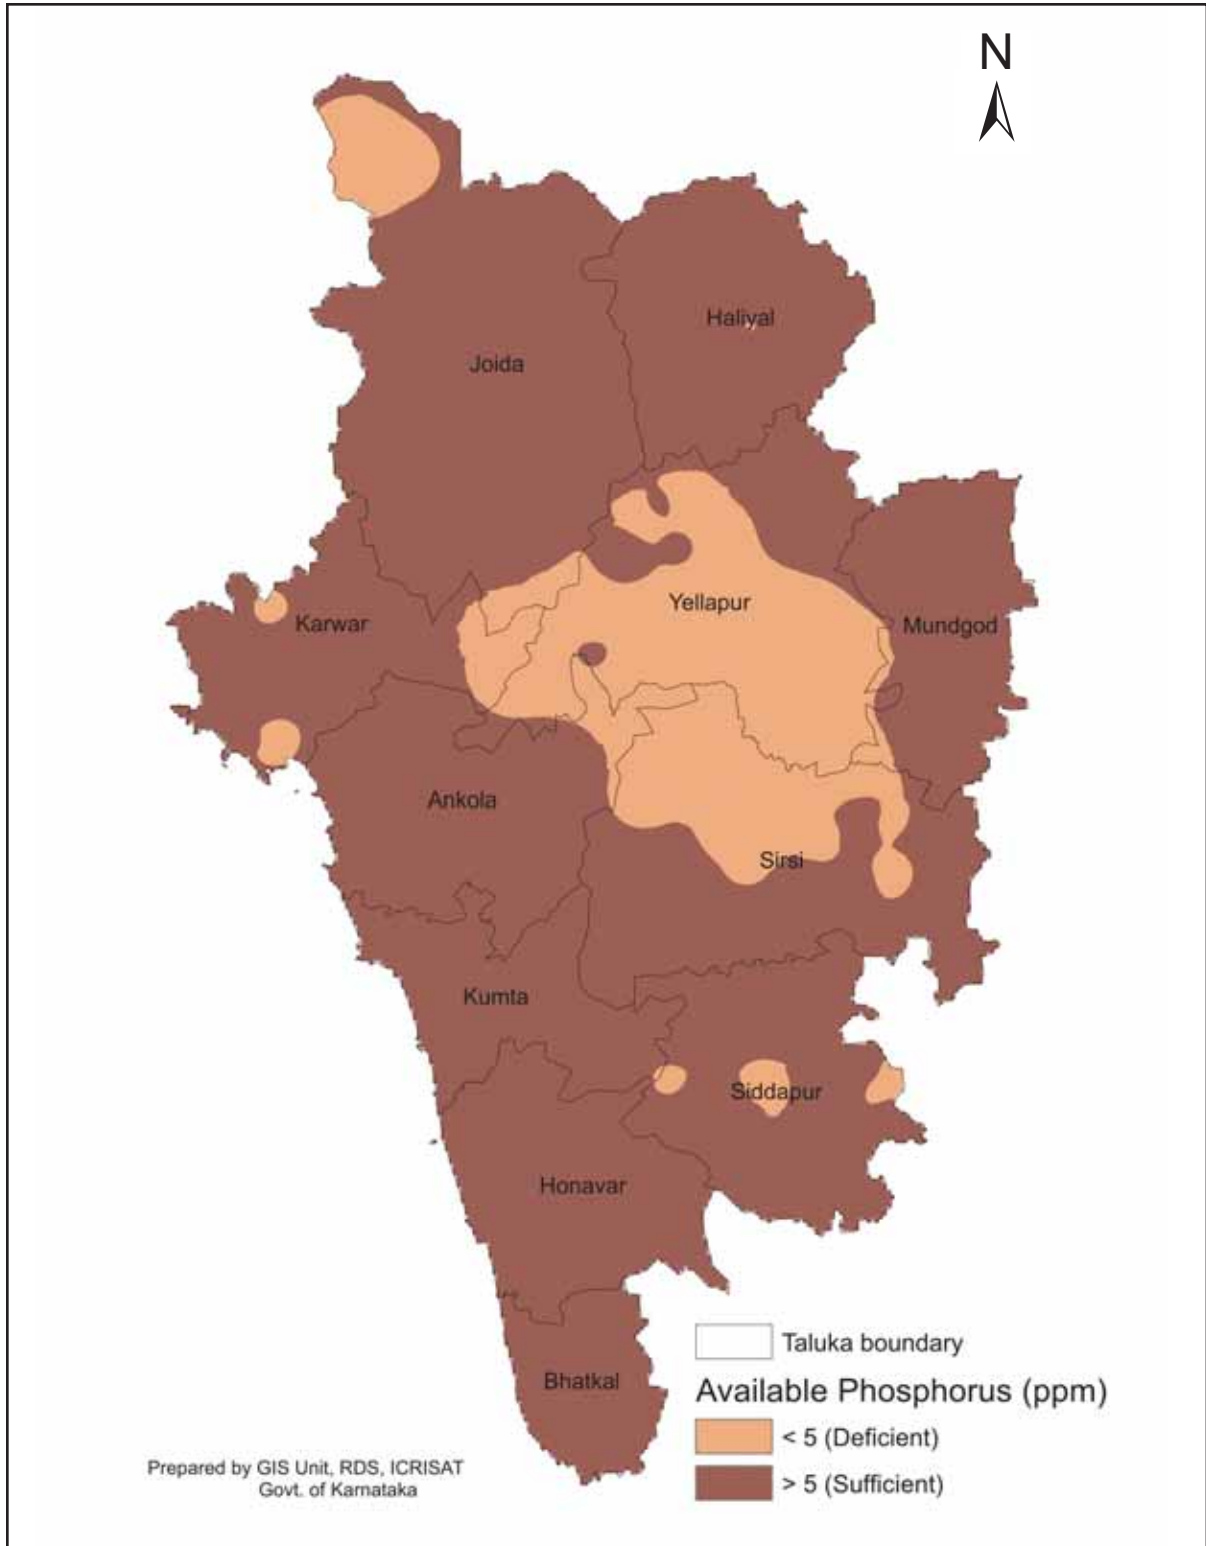 N
Haliyal
Joida
Yellapur
Karwar
Mundgod
Ankola
Sirsi
Kumta
Siddapur
Honavar
Bhatkal
Taluka boundary
Available Phosphorus (ppm)
< 5 (Deficient)
> 5 (Sufficient)
Prepared by GIS Unit, RDS, ICRISAT
Govt. of Karnataka